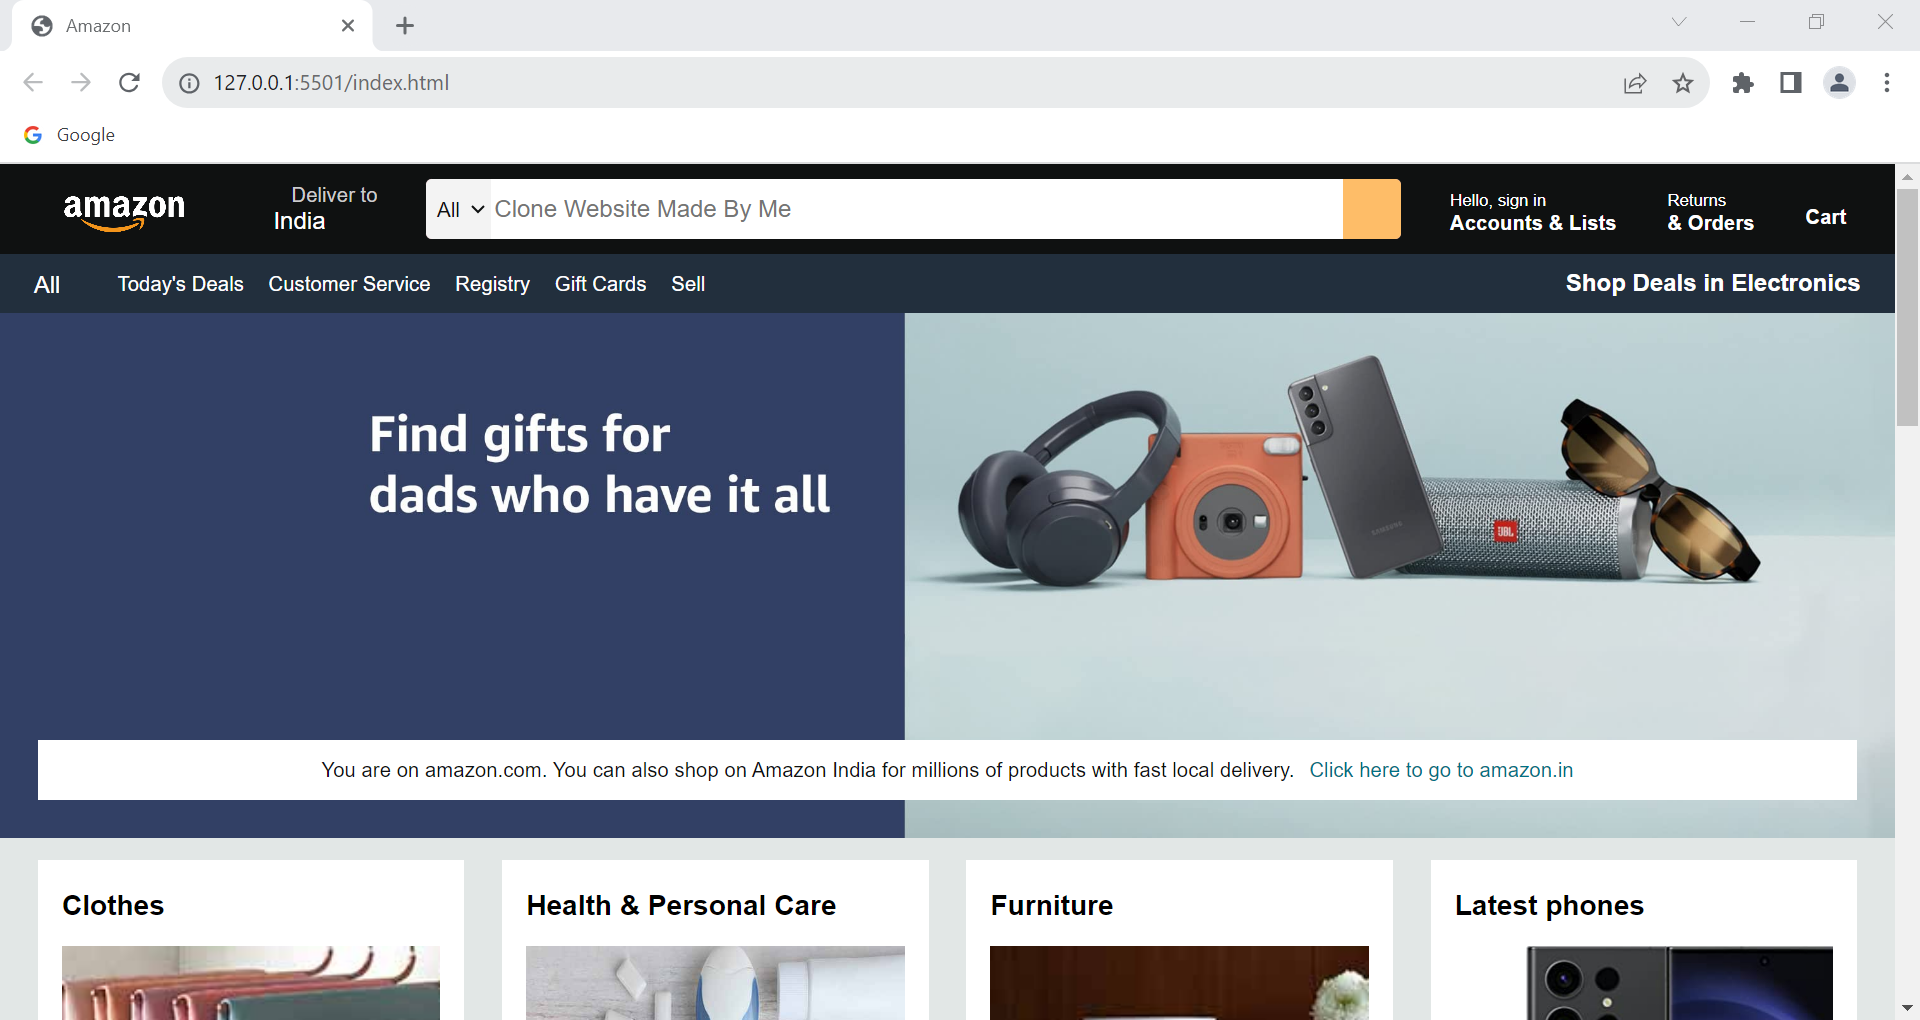 Amazon
127.0.0.1:5501/index.html
Google
amazon
Deliver to
India
All
Clone Website Made By Me
Hello, sign in
Accounts & Lists
Returns
& Orders
Cart
All
Today's Deals
Customer Service
Registry
Gift Cards
Sell
Shop Deals in Electronics
Find gifts for
dads who have it all
SAMSUNG
JBL
You are on amazon.com. You can also shop on Amazon India for millions of products with fast local delivery. Click here to go to amazon.in
Clothes
Health & Personal Care
Furniture
Latest phones